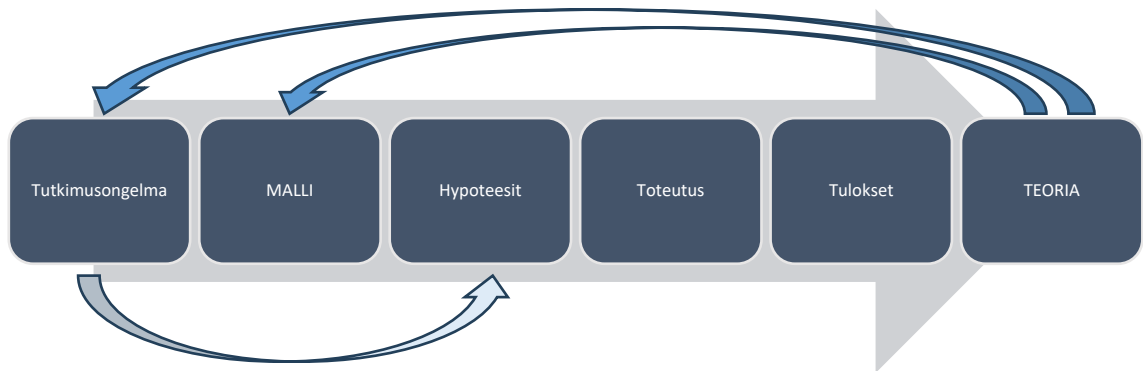 Tutkimusongelma
MALLI
Hypoteesit
Toteutus
Tulokset
TEORIA